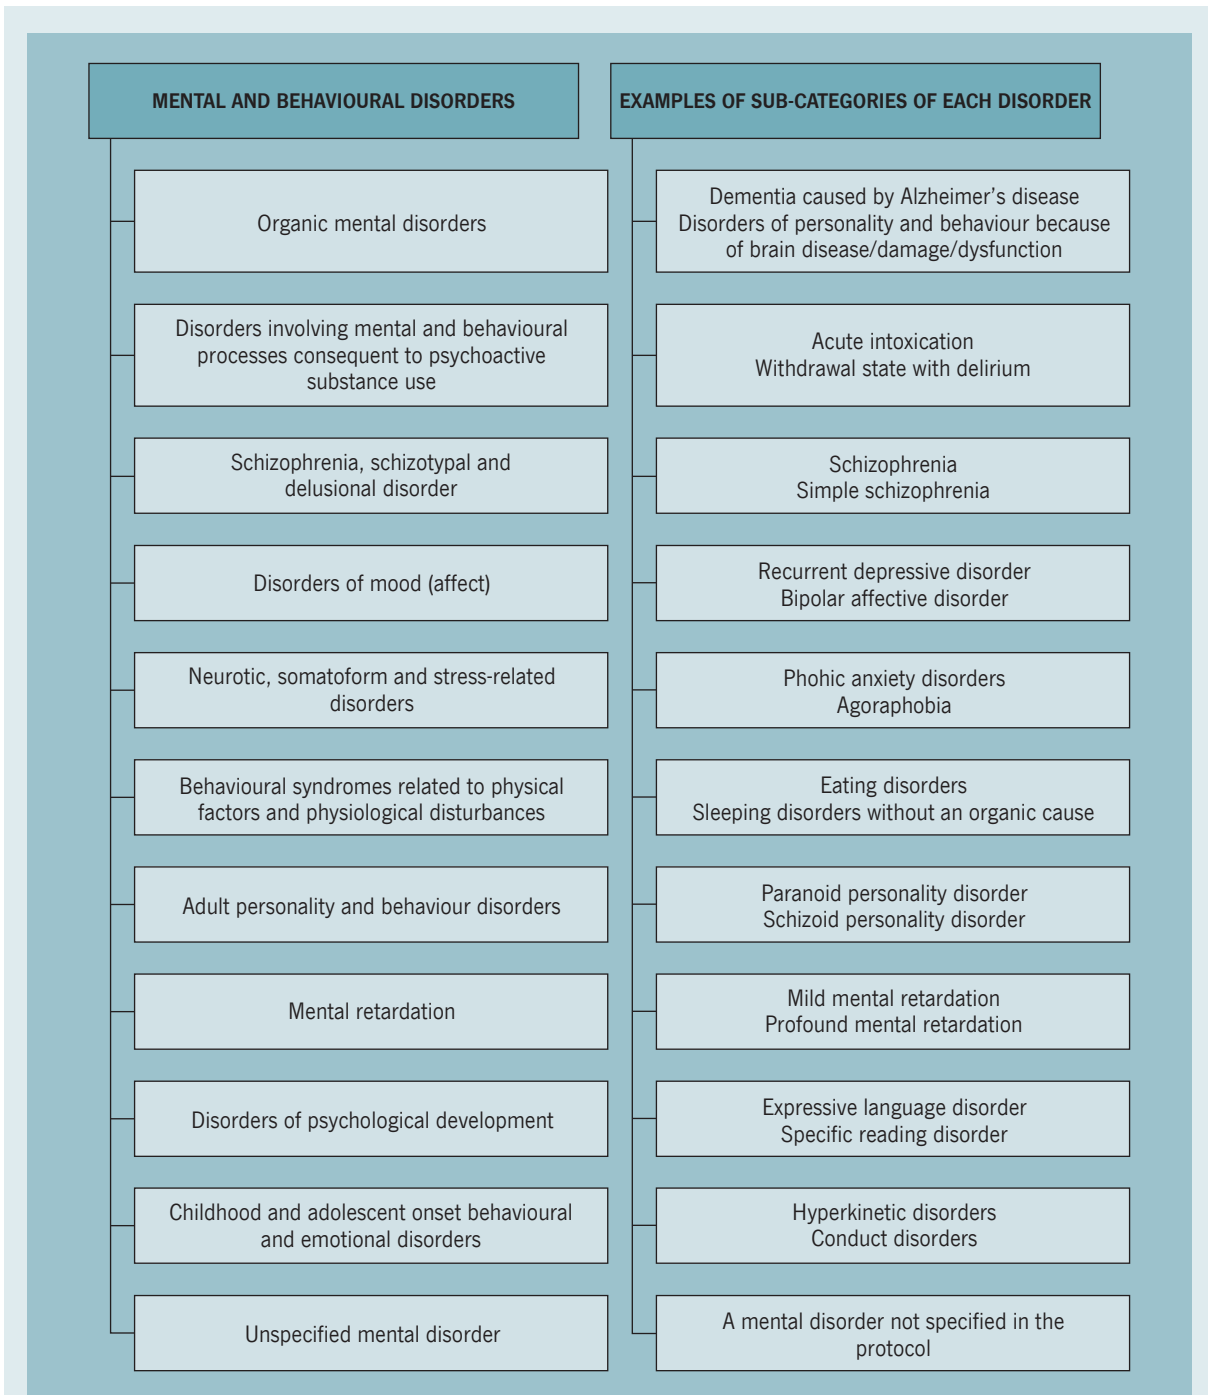 MENTAL AND BEHAVIOURAL DISORDERS
EXAMPLES OF SUB-CATEGORIES OF EACH DISORDER
Organic mental disorders
Dementia caused by Alzheimer's disease
Disorders of personality and behaviour because
of brain disease/damage/dysfunction
Disorders involving mental and behavioural
processes consequent to psychoactive
substance use
Acute intoxication
Withdrawal state with delirium
Schizophrenia, schizotypal and
delusional disorder
Schizophrenia
Simple schizophrenia
Disorders of mood (affect)
Recurrent depressive disorder
Bipolar affective disorder
Neurotic, somatoform and stress-related
disorders
Phohic anxiety disorders
Agoraphobia
Behavioural syndromes related to physical
factors and physiological disturbances
Eating disorders
Sleeping disorders without an organic cause
Adult personality and behaviour disorders
Paranoid personality disorder
Schizoid personality disorder
Mental retardation
Mild mental retardation
Profound mental retardation
Disorders of psychological development
Expressive language disorder
Specific reading disorder
Childhood and adolescent onset behavioural
and emotional disorders
Hyperkinetic disorders
Conduct disorders
Unspecified mental disorder
A mental disorder not specified in the
protocol